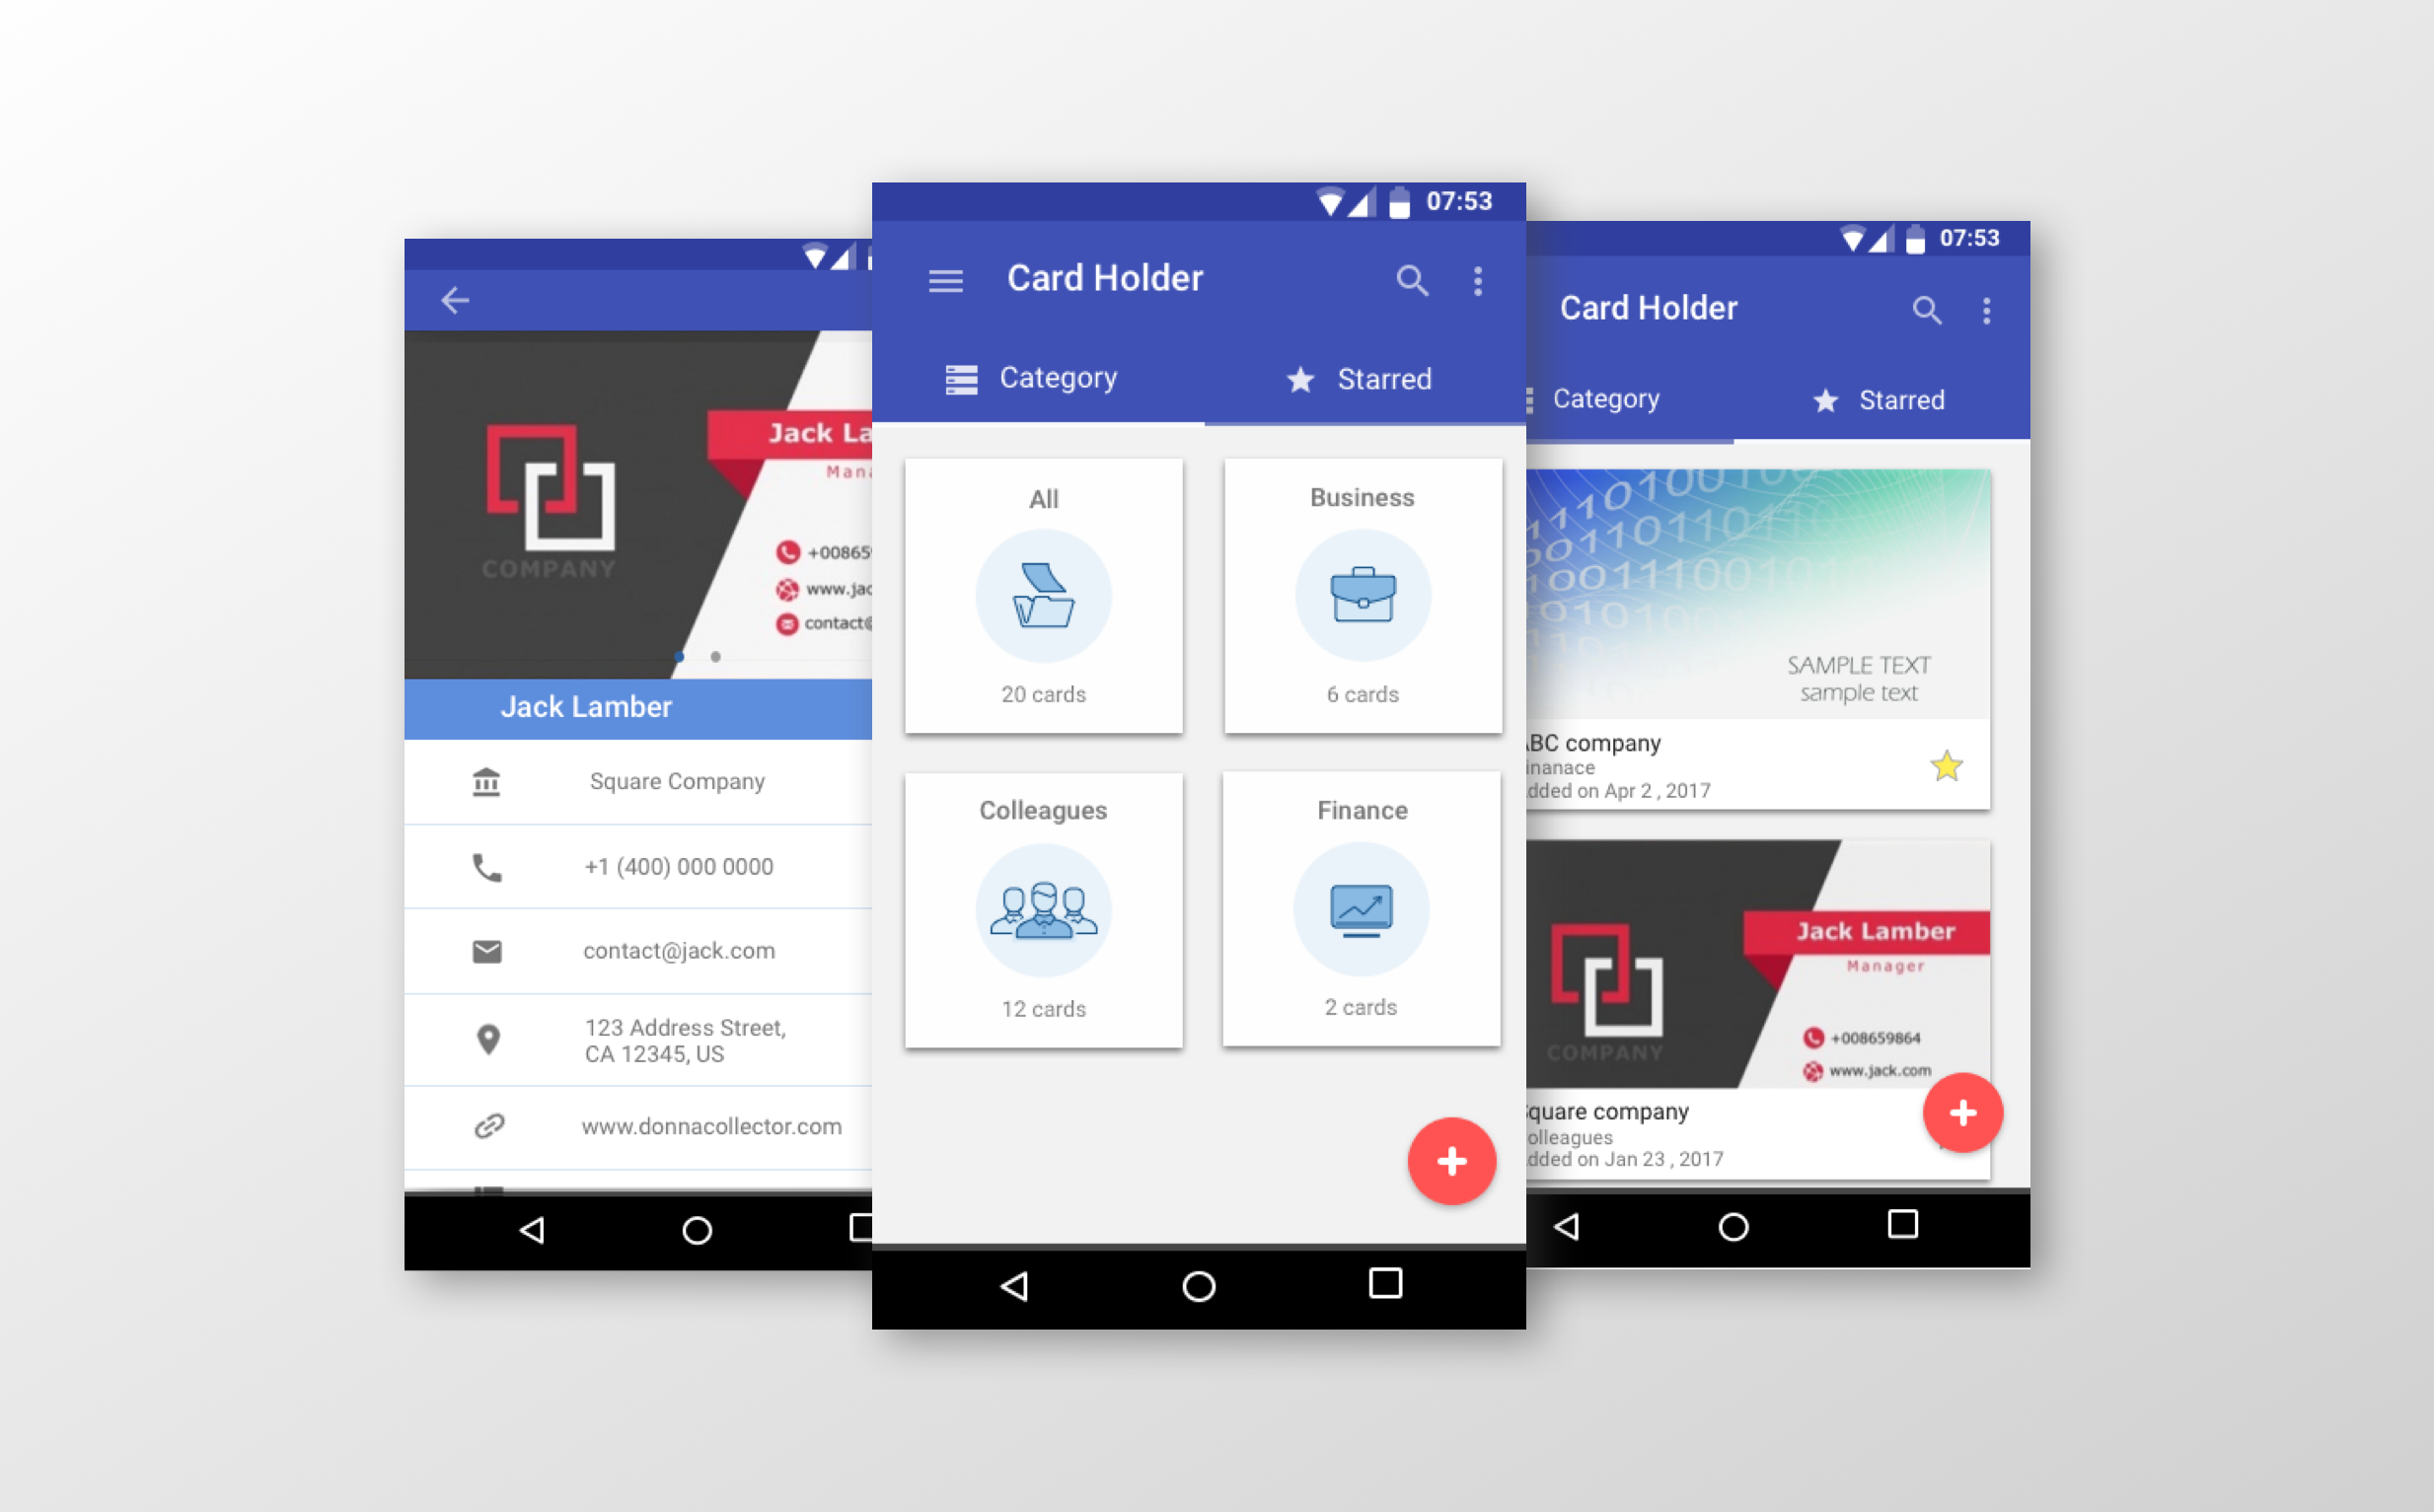 Jack La
Mana
COMPANY
+00865
www.jac
contact@
Jack Lamber
Square Company
+1 (400) 000 0000
contact@jack.com
123 Address Street,
CA 12345, US
www.donnacollector.com
07:53
Card Holder
Category
Starred
All
20 cards
Business
6 cards
Colleagues
12 cards
Finance
2 cards
07:53
Card Holder
Category
Starred
SAMPLE TEXT
sample text
BC company
inanace
dded on Apr 2 , 2017
Jack Lamber
Manager
COMPANY
+008659864
www.jack.com
quare company
olleagues
dded on Jan 23 , 2017